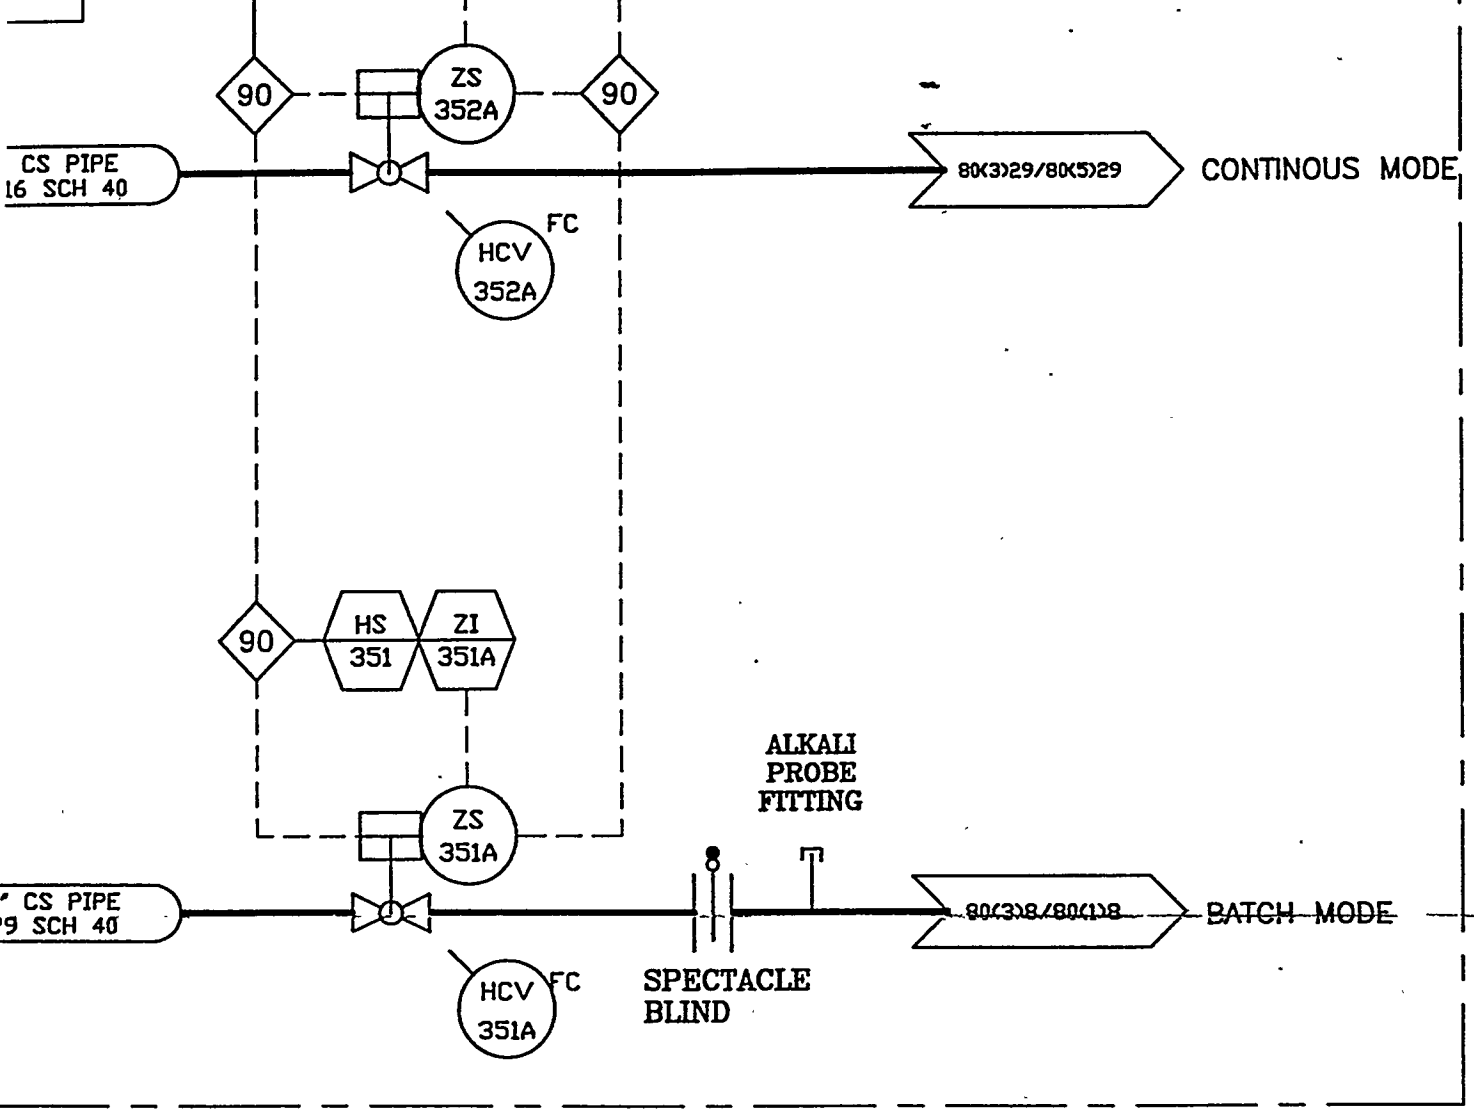 90
ZS
352A
90
CS PIPE
16 SCH 40
80(3)29/80(5)29
CONTINOUS MODE
FC
HCV
352A
90
HS
351
ZI
351A
ALKALI
PROBE
FITTING
ZS
351A
" CS PIPE
9 SCH 40
80(3)8/80(1)8
BATCH MODE
FC
HCV
351A
SPECTACLE
BLIND